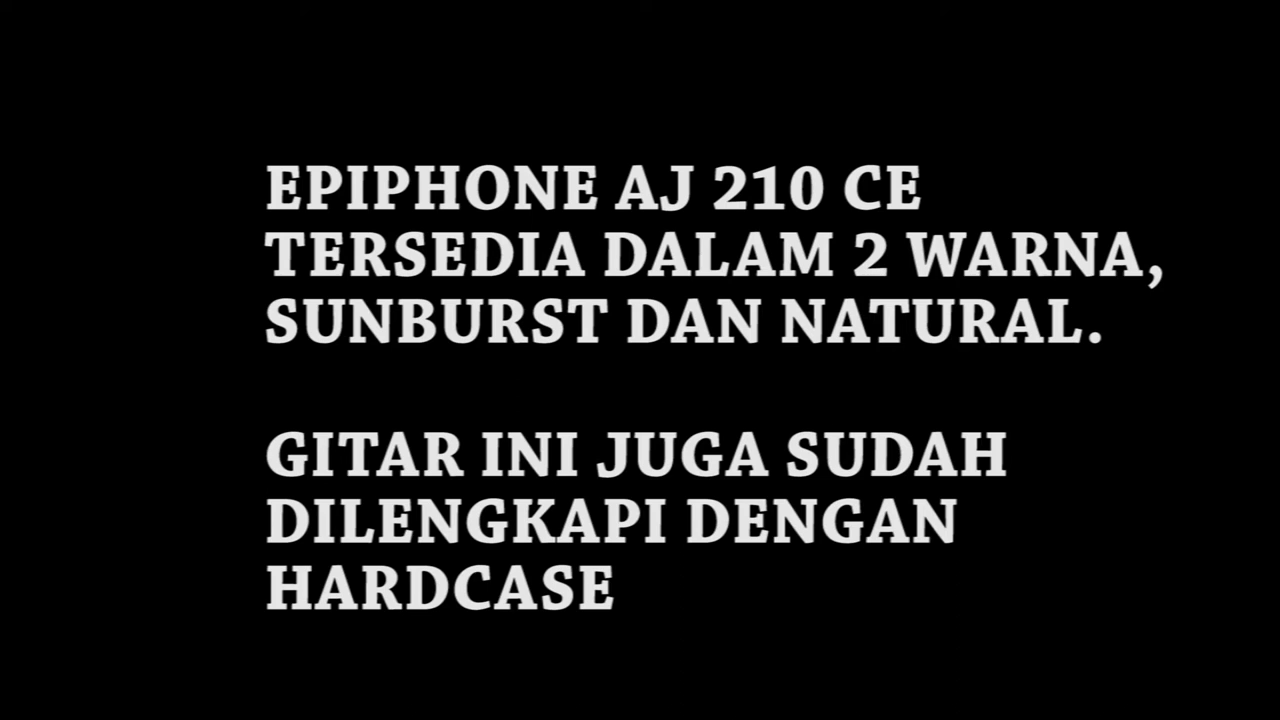 EPIPHONE AJ 210 CE
TERSEDIA DALAM 2 WARNA,
SUNBURST DAN NATURAL.
GITAR INI JUGA SUDAH
DILENGKAPI DENGAN
HARDCASE